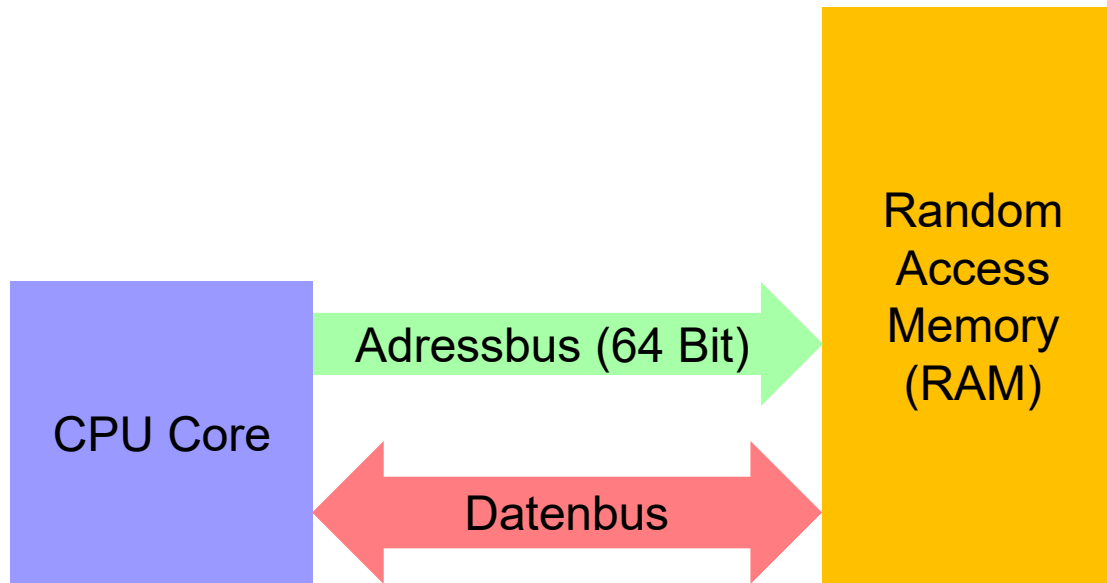 Random
Access
Memory
(RAM)
Adressbus (64 Bit)
CPU Core
Datenbus